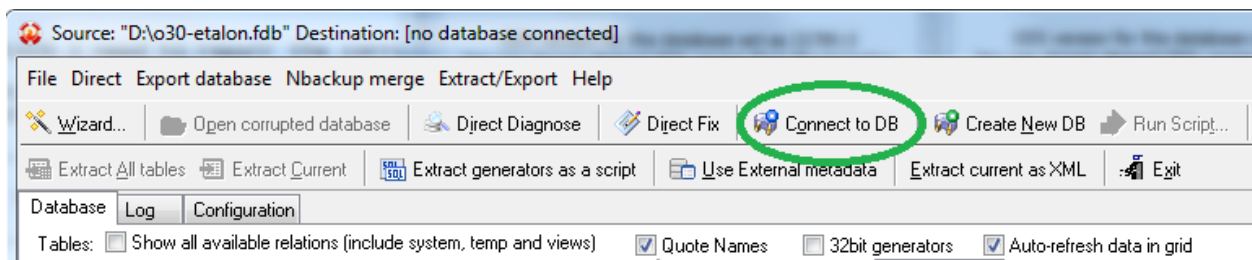 Source: "D:\o30-etalon.fdb" Destination: [no database connected]
File Direct Export database Nbackup merge Extract/Export Help
Wizard... Open corrupted database Direct Diagnose Direct Fix Connect to DB Create New DB Run Script...
Extract All tables Extract Current SQL SQL Extract generators as a script Use External metadata Extract current as XML Exit
Database Log Configuration
Tables: Show all available relations (include system, temp and views) Quote Names 32bit generators Auto-refresh data in grid